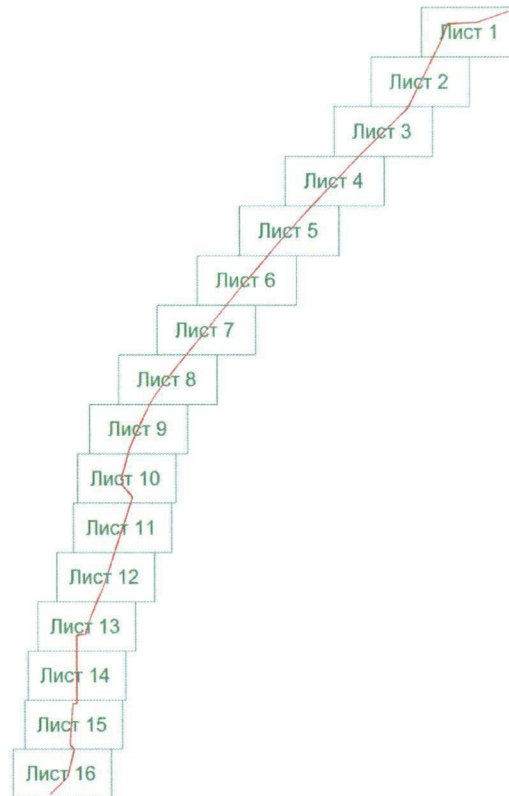 Лист 1
Лист 2
Лист 3
Лист 4
Лист 5
Лист 6
Лист 7
Лист 8
Лист 9
Лист 10
Лист 11
Лист 12
Лист 13
Лист 14
Лист 15
Лист 16